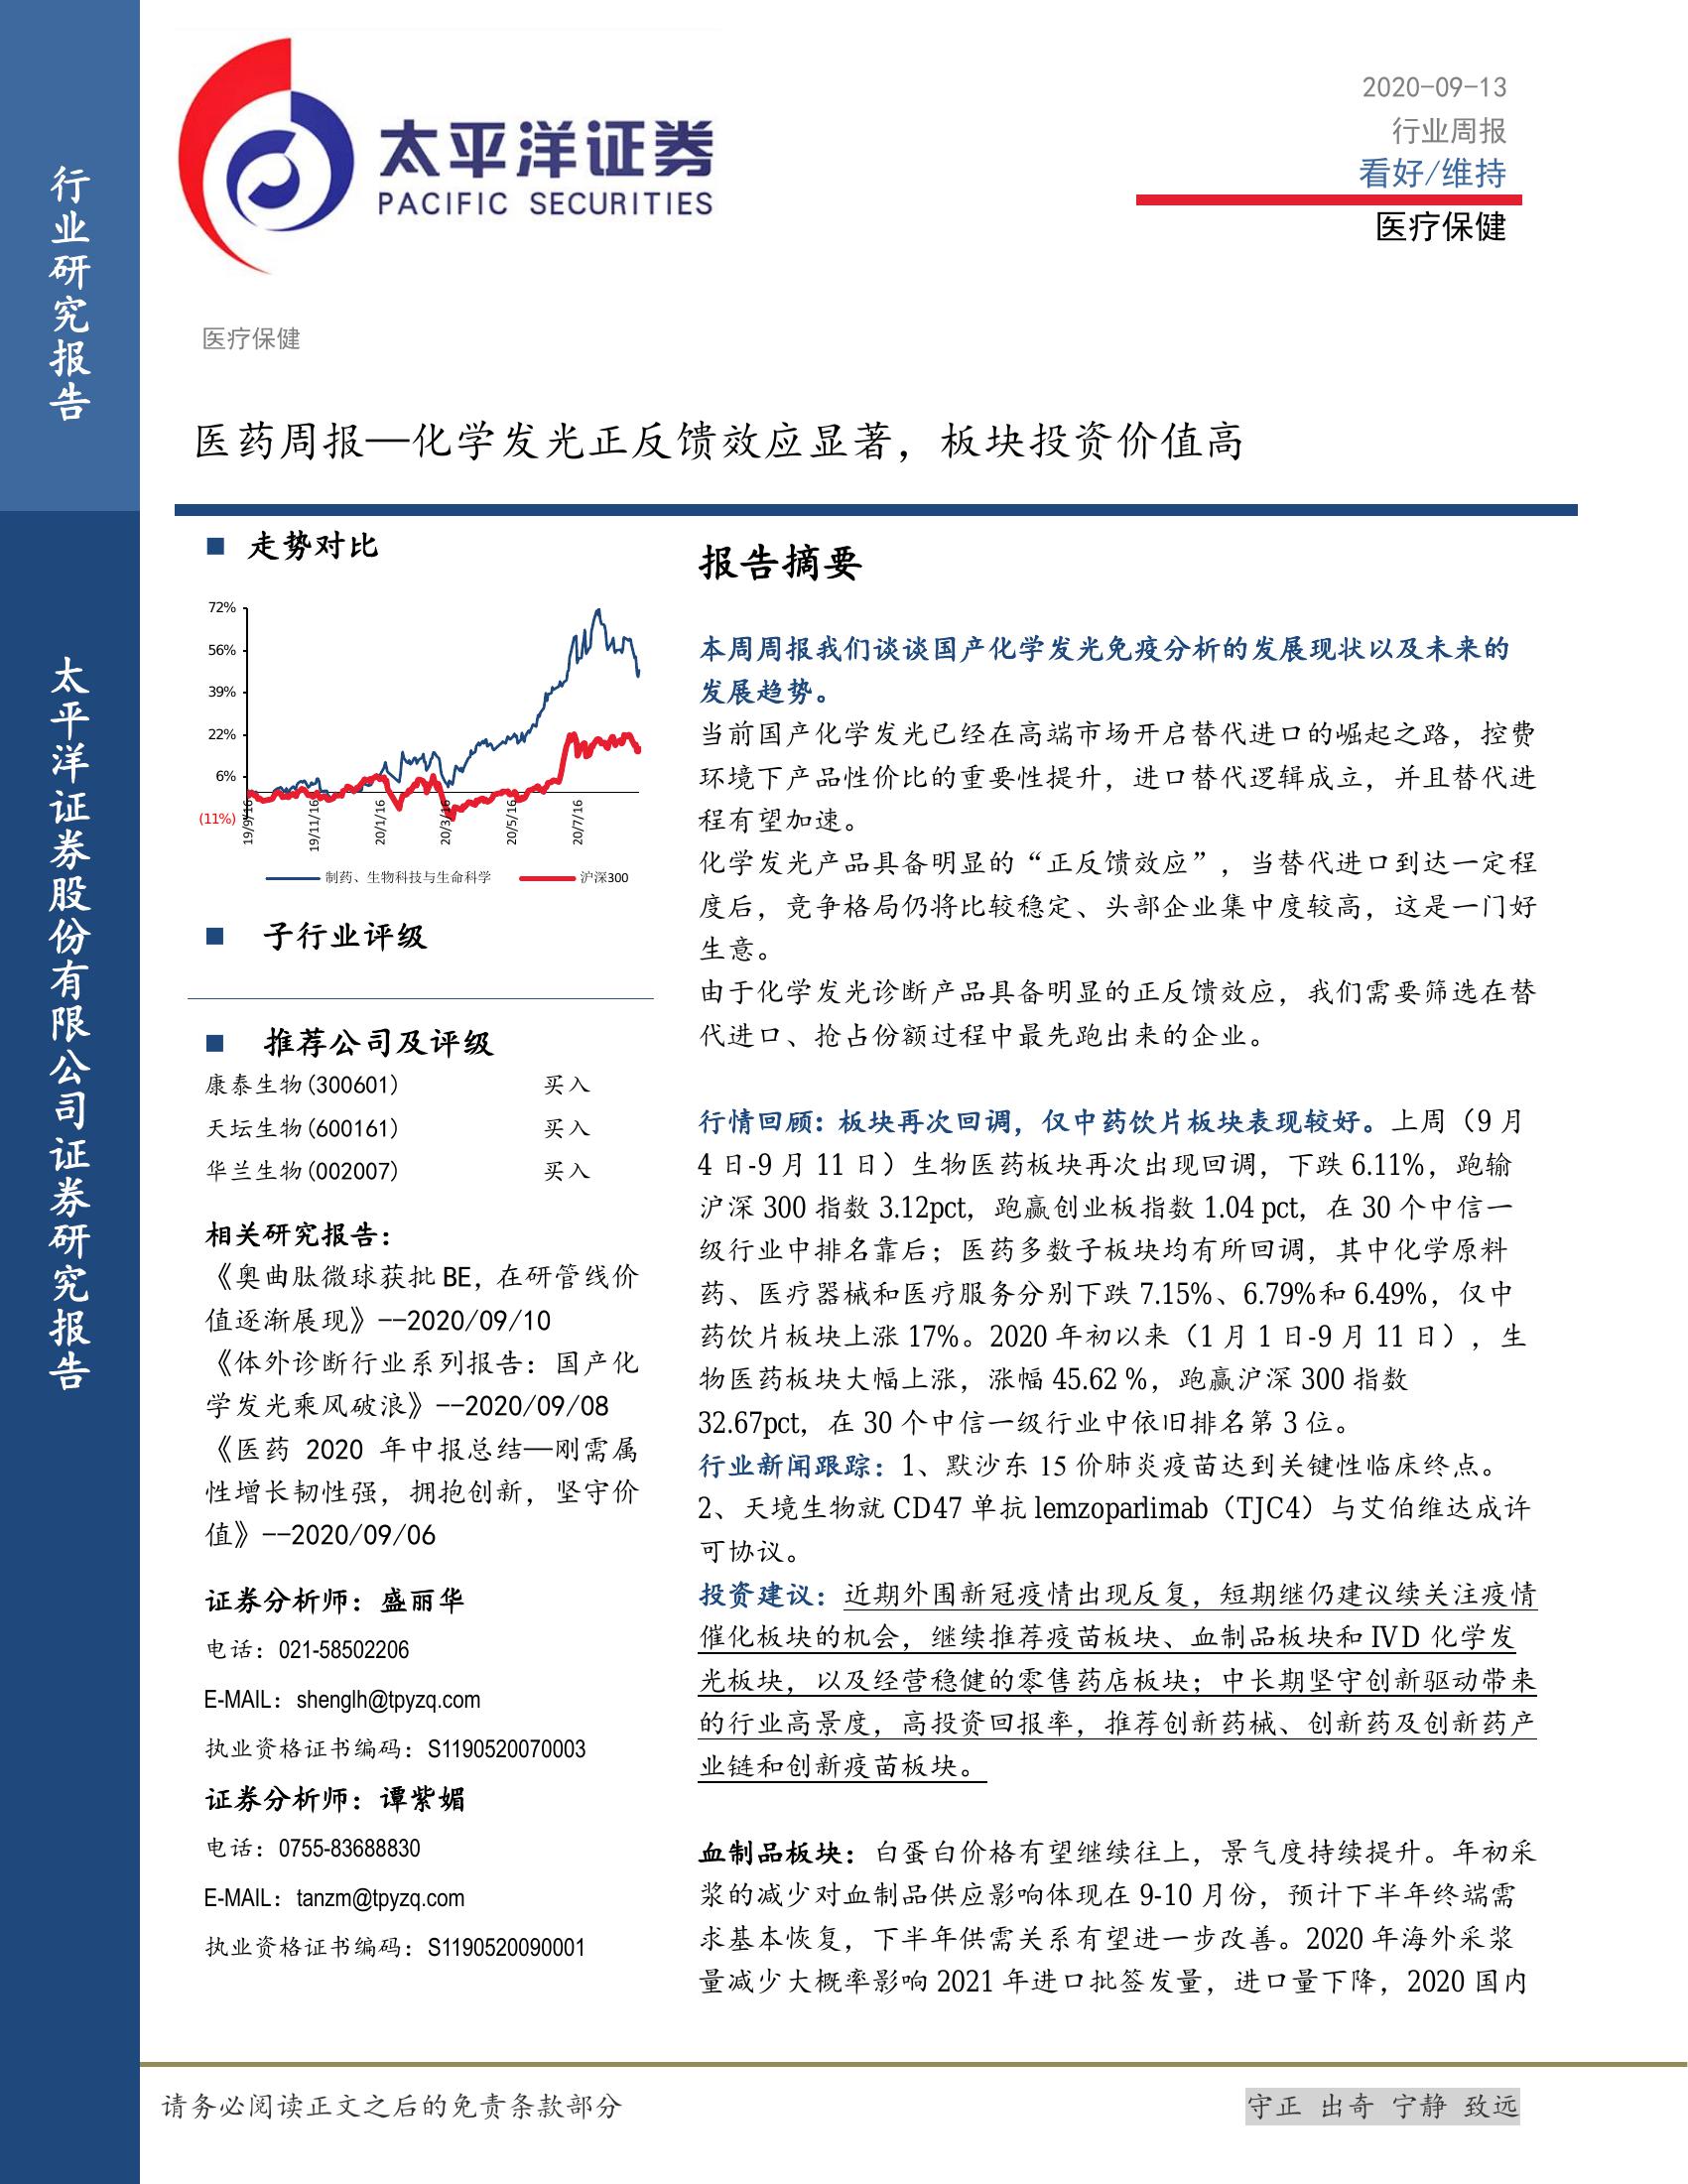 行业研究报告
太平洋证券股份有限公司证券研究报告
太平洋证券
PACIFIC SECURITIES
2020-09-13
行业周报
看好/维持
医疗保健
医疗保健
医药周报—化学发光正反馈效应显著，板块投资价值高
■ 走势对比
72%
56%
39%
22%
6%
(11%)
19/9/16
19/11/16
20/1/16
20/3/16
20/5/16
20/7/16
制药、生物科技与生命科学
沪深300
■ 子行业评级
■ 推荐公司及评级
康泰生物(300601) 买入
天坛生物(600161) 买入
华兰生物(002007) 买入
相关研究报告：
《奥曲肽微球获批 BE，在研管线价
值逐渐展现》--2020/09/10
《体外诊断行业系列报告：国产化
学发光乘风破浪》--2020/09/08
《医药 2020 年中报总结—刚需属
性增长韧性强，拥抱创新，坚守价
值》--2020/09/06
证券分析师：盛丽华
电话：021-58502206
E-MAIL：shenglh@tpyzq.com
执业资格证书编码：S1190520070003
证券分析师：谭紫媚
电话：0755-83688830
E-MAIL：tanzm@tpyzq.com
执业资格证书编码：S1190520090001
报告摘要
本周周报我们谈谈国产化学发光免疫分析的发展现状以及未来的
发展趋势。
当前国产化学发光已经在高端市场开启替代进口的崛起之路，控费
环境下产品性价比的重要性提升，进口替代逻辑成立，并且替代进
程有望加速。
化学发光产品具备明显的“正反馈效应”，当替代进口到达一定程
度后，竞争格局仍将比较稳定、头部企业集中度较高，这是一门好
生意。
由于化学发光诊断产品具备明显的正反馈效应，我们需要筛选在替
代进口、抢占份额过程中最先跑出来的企业。
行情回顾：板块再次回调，仅中药饮片板块表现较好。上周（9 月
4 日-9 月 11 日）生物医药板块再次出现回调，下跌 6.11%，跑输
沪深 300 指数 3.12pct，跑赢创业板指数 1.04 pct，在 30 个中信一
级行业中排名靠后；医药多数子板块均有所回调，其中化学原料
药、医疗器械和医疗服务分别下跌 7.15%、6.79%和 6.49%，仅中
药饮片板块上涨 17%。2020 年初以来（1 月 1 日-9 月 11 日），生
物医药板块大幅上涨，涨幅 45.62 %，跑赢沪深 300 指数
32.67pct，在 30 个中信一级行业中依旧排名第 3 位。
行业新闻跟踪：1、默沙东 15 价肺炎疫苗达到关键性临床终点。
2、天境生物就 CD47 单抗 lemzoparlimab（TJC4）与艾伯维达成许
可协议。
投资建议：近期外围新冠疫情出现反复，短期继仍建议续关注疫情
催化板块的机会，继续推荐疫苗板块、血制品板块和 IVD 化学发
光板块，以及经营稳健的零售药店板块；中长期坚守创新驱动带来
的行业高景度，高投资回报率，推荐创新药械、创新药及创新药产
业链和创新疫苗板块。
血制品板块：白蛋白价格有望继续往上，景气度持续提升。年初采
浆的减少对血制品供应影响体现在 9-10 月份，预计下半年终端需
求基本恢复，下半年供需关系有望进一步改善。2020 年海外采浆
量减少大概率影响 2021 年进口批签发量，进口量下降，2020 国内
请务必阅读正文之后的免责条款部分
守正 出奇 宁静 致远